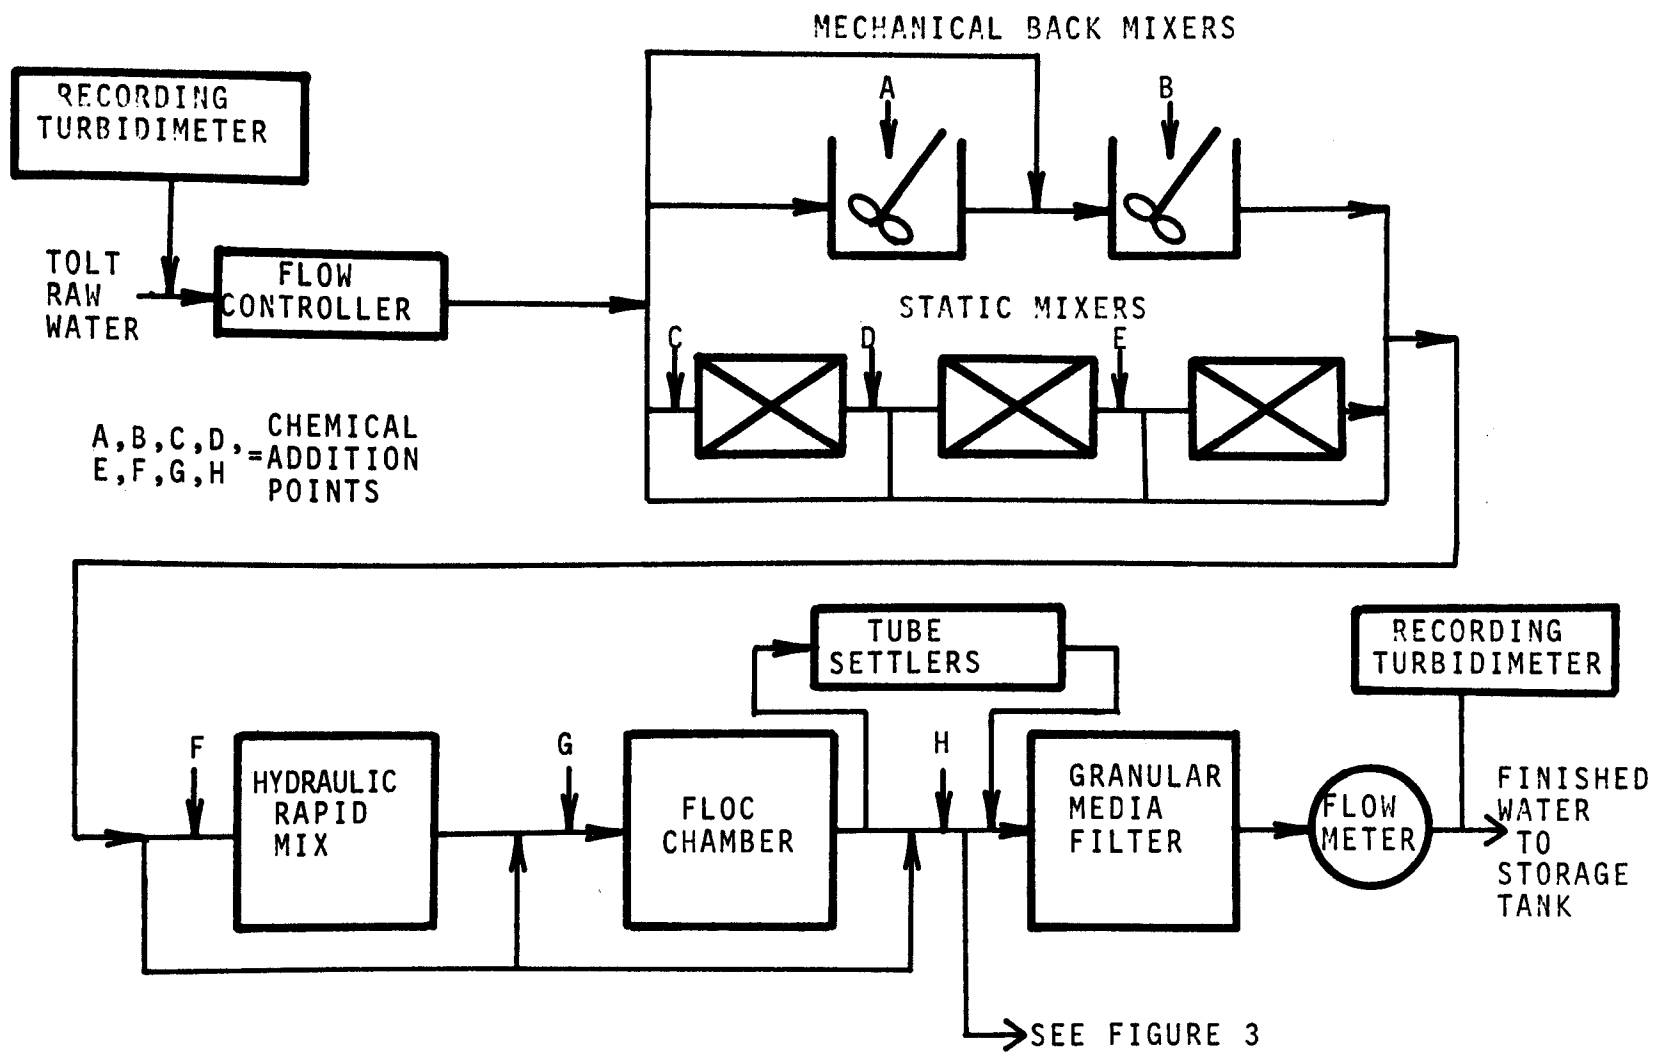 MECHANICAL BACK MIXERS
RECORDING
TURBIDIMETER
A
B
TOLT
RAW
WATER
FLOW
CONTROLLER
STATIC MIXERS
C
D
E
A,B,C,D,
E,F,G,H
=
CHEMICAL
ADDITION
POINTS
TUBE
SETTLERS
RECORDING
TURBIDIMETER
F
HYDRAULIC
RAPID
MIX
G
FLOC
CHAMBER
H
GRANULAR
MEDIA
FILTER
FLOW
METER
FINISHED
WATER
TO
STORAGE
TANK
SEE FIGURE 3